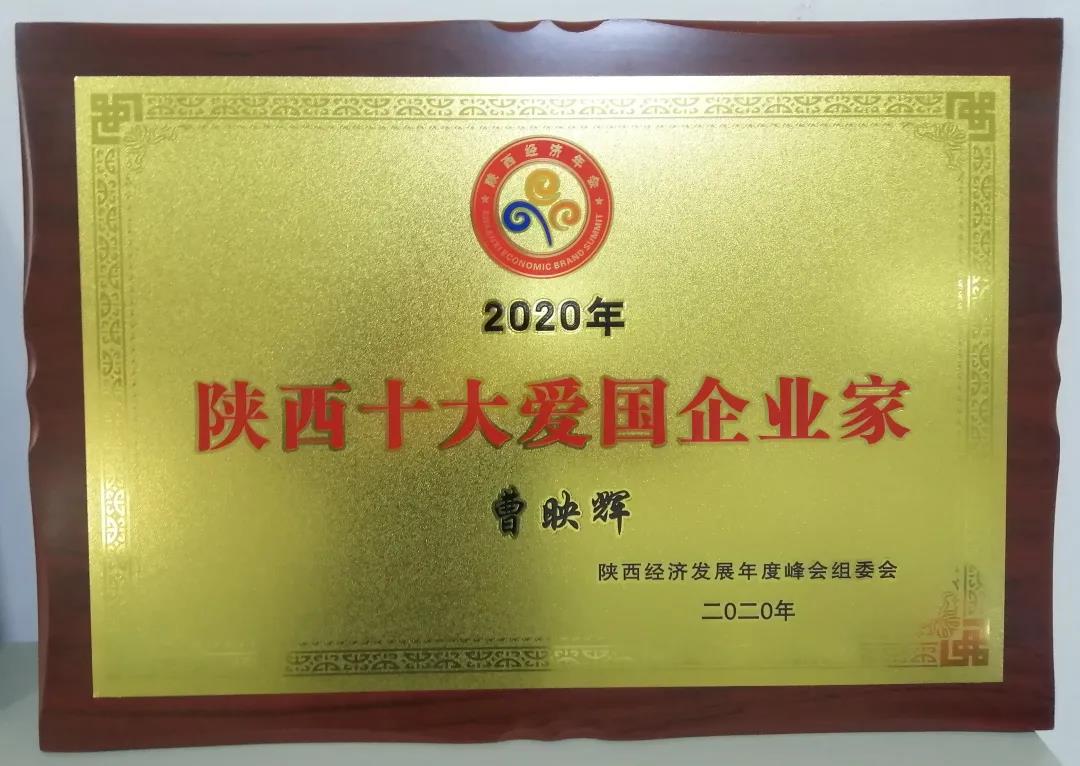 陕西经济年会
SHAANXI ECONOMIC BRAND SUMMIT
2020年
陕西十大爱国企业家
曹映辉
陕西经济发展年度峰会组委会
二0二0年